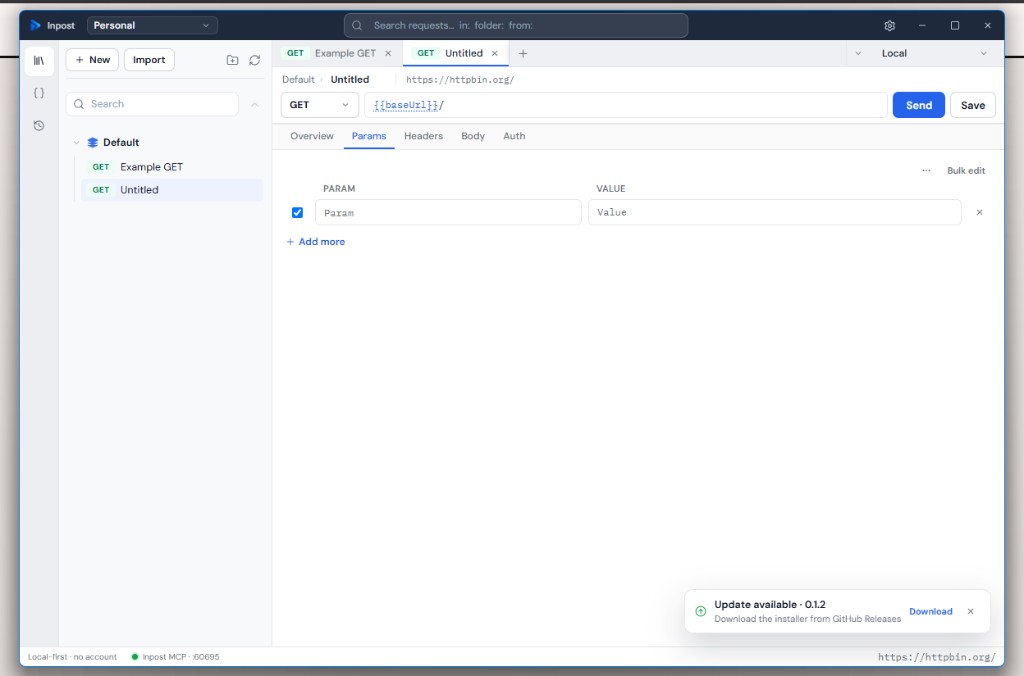 Inpost Personal Search requests... in: folder: from:
New Import
GET Example GET GET Untitled Local
Default Untitled https://httpbin.org/
Search
GET {{baseUrl}}/ Send Save
Overview Params Headers Body Auth
Default
GET Example GET
GET Untitled
... Bulk edit
PARAM VALUE
Param Value
+ Add more
Update available · 0.1.2
Download the installer from GitHub Releases
Download
Local-first · no account Inpost MCP · :60695 https://httpbin.org/